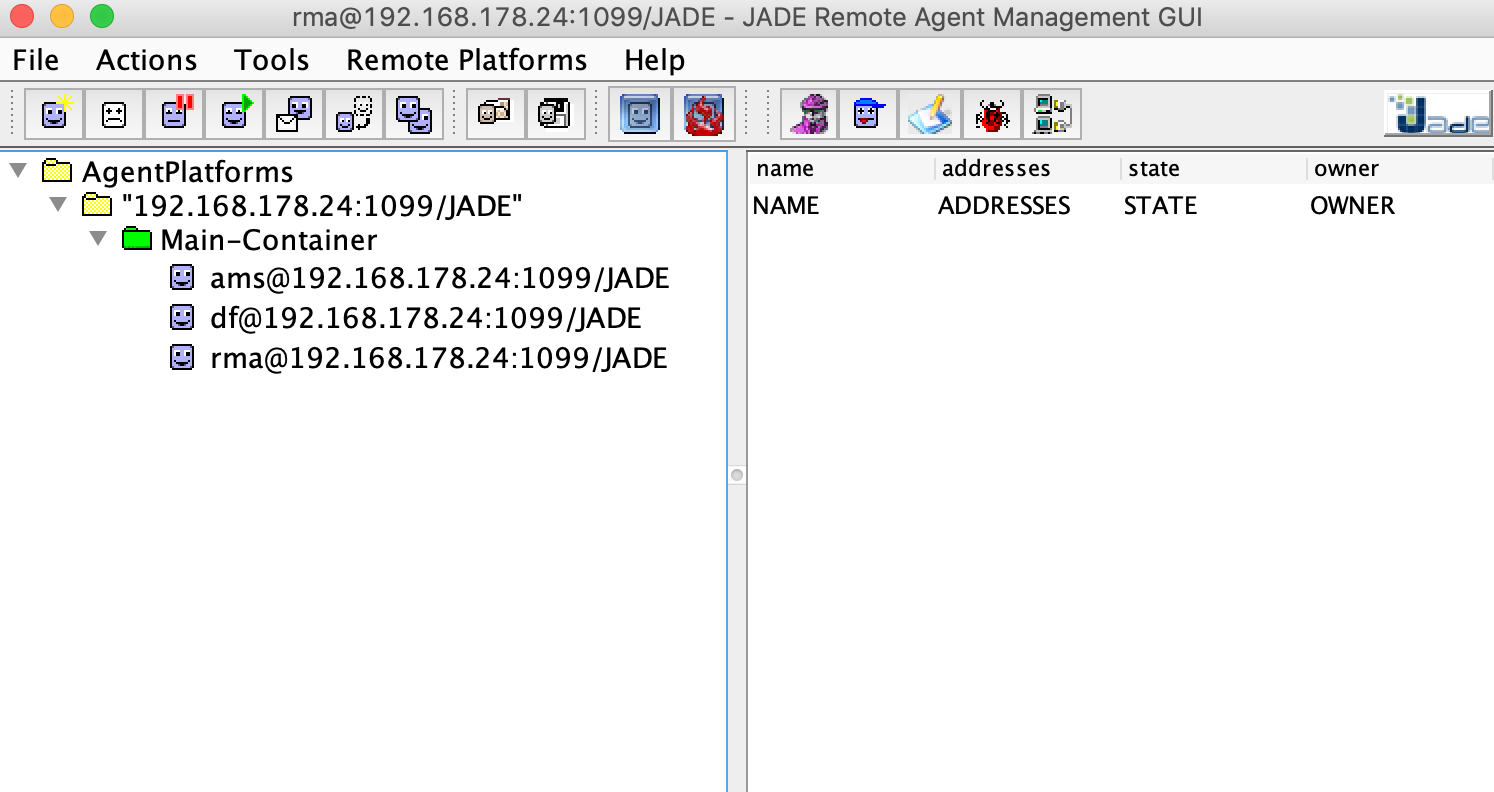 rma@192.168.178.24:1099/JADE - JADE Remote Agent Management GUI
File Actions Tools Remote Platforms Help
Jade
AgentPlatforms
"192.168.178.24:1099/JADE"
Main-Container
ams@192.168.178.24:1099/JADE
df@192.168.178.24:1099/JADE
rma@192.168.178.24:1099/JADE
name addresses state owner
NAME ADDRESSES STATE OWNER